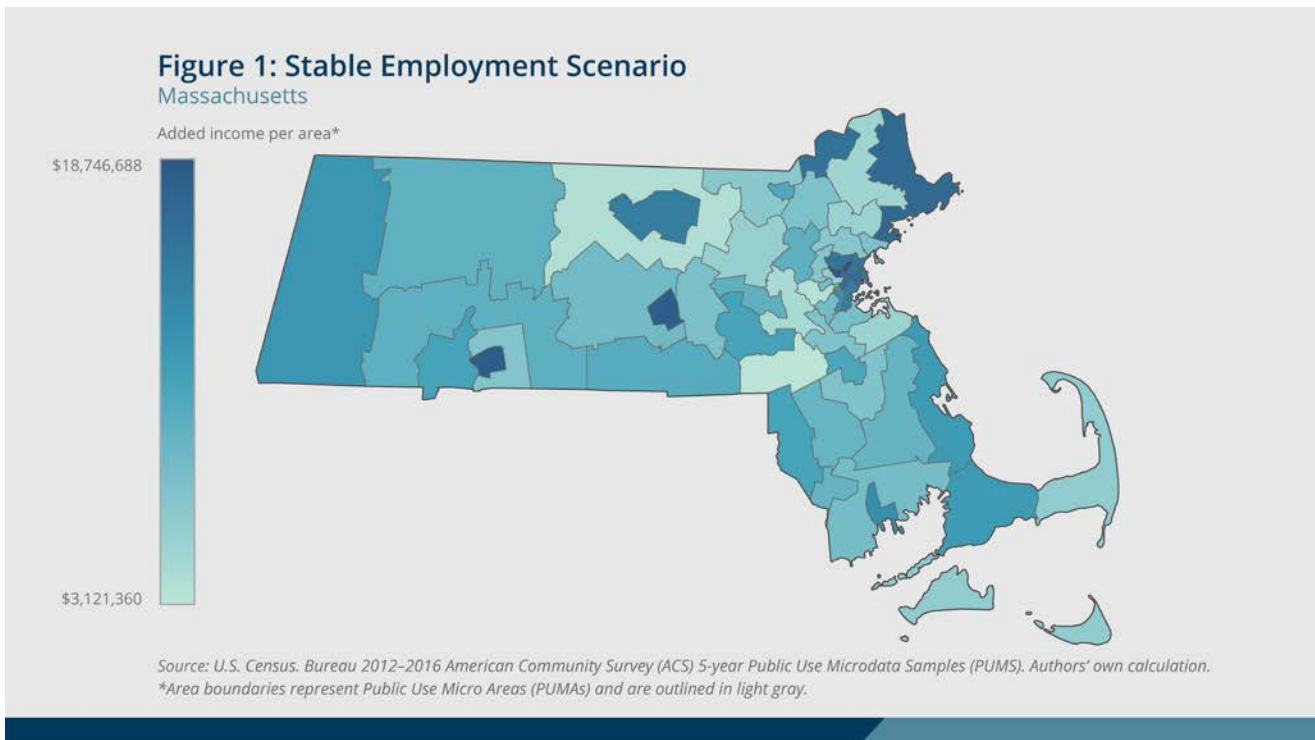 Figure 1: Stable Employment Scenario
Massachusetts
Added income per area*
$18,746,688
$3,121,360
Source: U.S. Census. Bureau 2012–2016 American Community Survey (ACS) 5-year Public Use Microdata Samples (PUMS). Authors’ own calculation.
*Area boundaries represent Public Use Micro Areas (PUMAs) and are outlined in light gray.